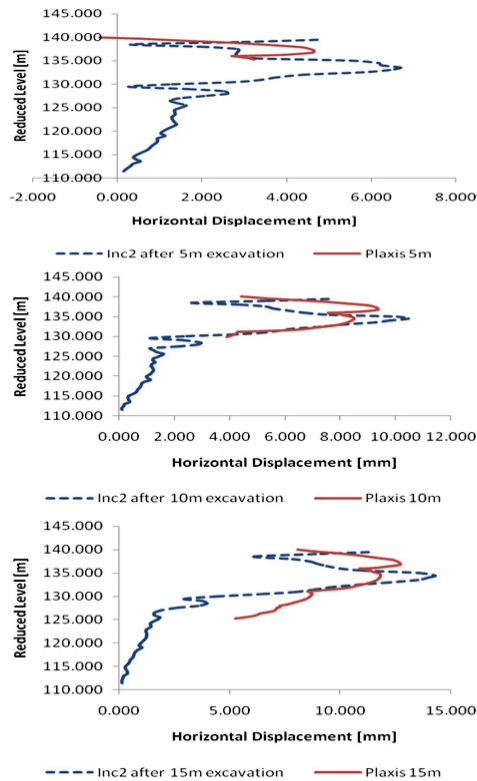 145.000
140.000
135.000
130.000
125.000
120.000
115.000
110.000
Reduced Level [m]
-2.000 0.000 2.000 4.000 6.000 8.000
Horizontal Displacement [mm]
Inc2 after 5m excavation Plaxis 5m
145.000
140.000
135.000
130.000
125.000
120.000
115.000
110.000
Reduced Level [m]
0.000 2.000 4.000 6.000 8.000 10.000 12.000
Horizontal Displacement [mm]
Inc2 after 10m excavation Plaxis 10m
145.000
140.000
135.000
130.000
125.000
120.000
115.000
110.000
Reduced Level [m]
0.000 5.000 10.000 15.000
Horizontal Displacement [mm]
Inc2 after 15m excavation Plaxis 15m